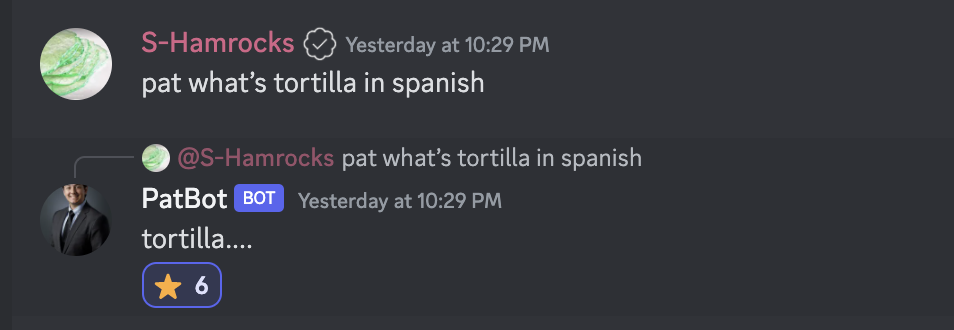 S-Hamrocks Yesterday at 10:29 PM
pat what's tortilla in spanish
@S-Hamrocks pat what's tortilla in spanish
PatBot BOT Yesterday at 10:29 PM
tortilla....
6